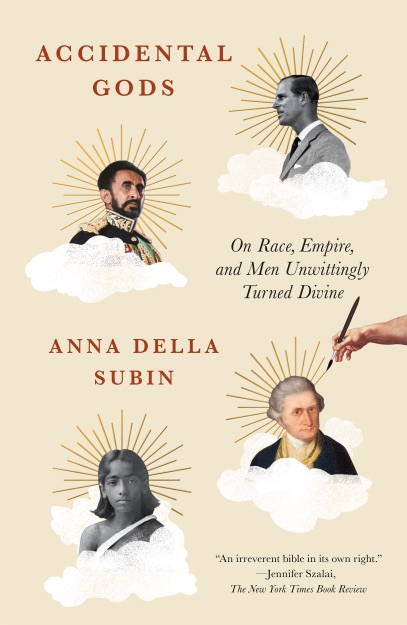 ACCIDENTAL
GODS
On Race, Empire,
and Men Unwittingly
Turned Divine
ANNA DELLA
SUBIN
“An irreverent bible in its own right.”
—Jennifer Szalai,
The New York Times Book Review